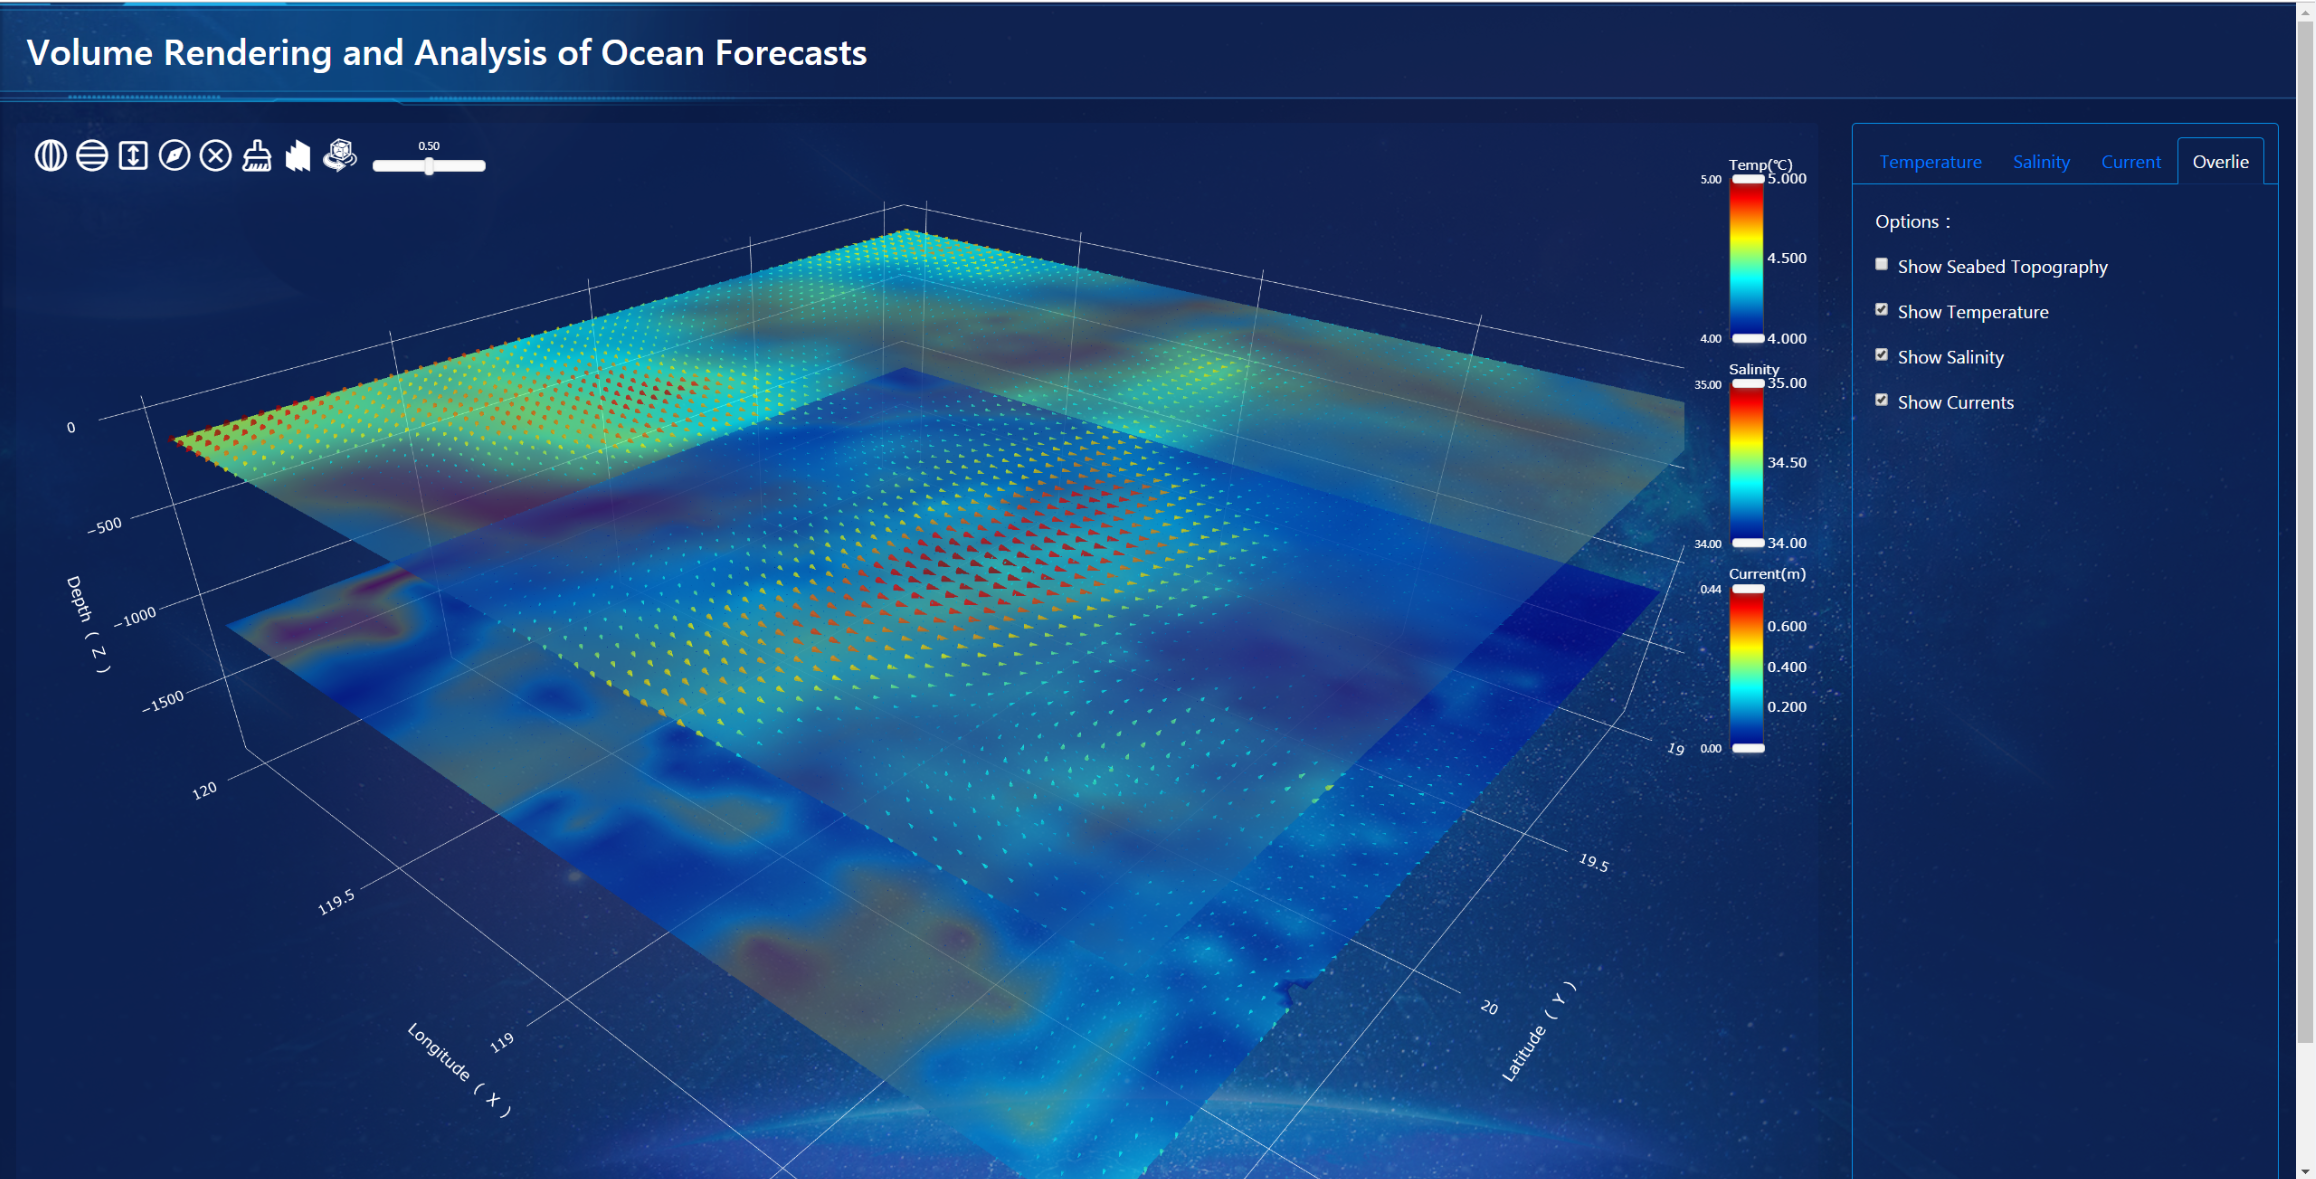 Volume Rendering and Analysis of Ocean Forecasts
0.50
Temperature Salinity Current Overlie
Options :
Show Seabed Topography
Show Temperature
Show Salinity
Show Currents
Temp(℃)
5.00 5.000
4.500
4.00 4.000
Salinity
35.00 35.00
34.50
34.00 34.00
Current(m)
0.44
0.600
0.400
0.200
0.00
0
−500
−1000
−1500
Depth ( Z )
120
119.5
119
Longitude ( X )
19
19.5
20
Latitude ( Y )